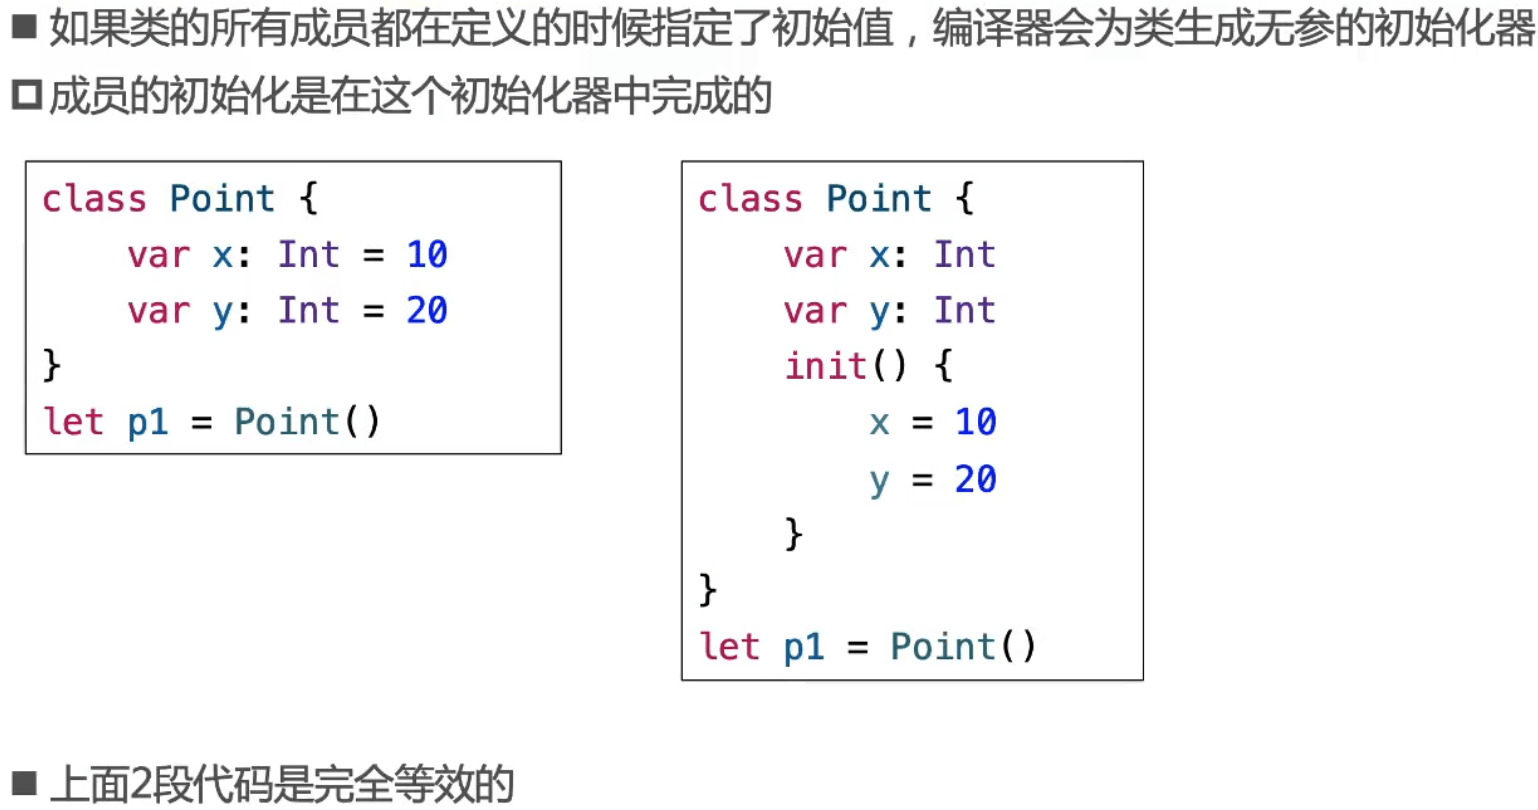 ■ 如果类的所有成员都在定义的时候指定了初始值，编译器会为类生成无参的初始化器
□ 成员的初始化是在这个初始化器中完成的
class Point {
    var x: Int = 10
    var y: Int = 20
}
let p1 = Point()
class Point {
    var x: Int
    var y: Int
    init() {
        x = 10
        y = 20
    }
}
let p1 = Point()
■ 上面2段代码是完全等效的